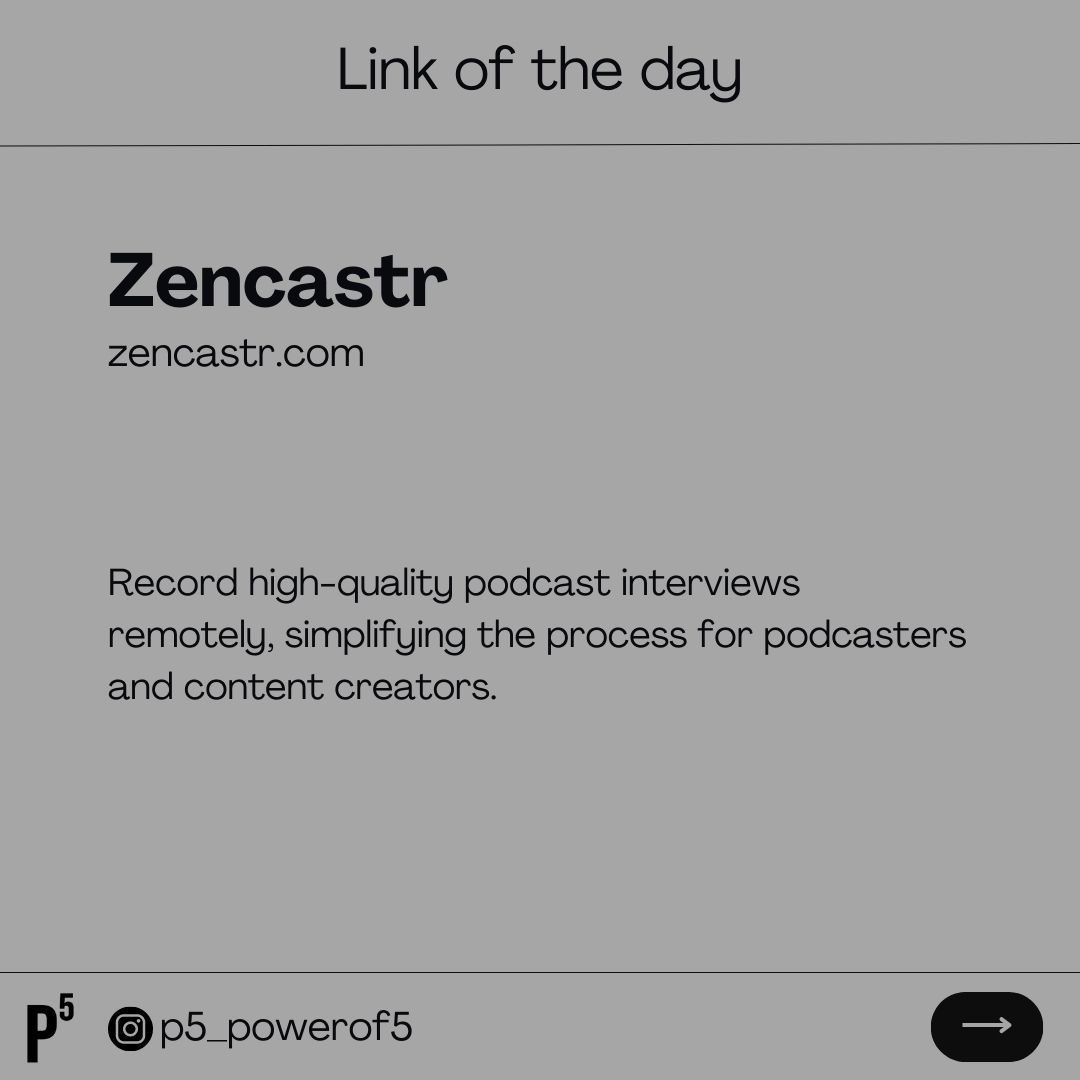 Link of the day
Zencastr
zencastr.com
Record high-quality podcast interviews
remotely, simplifying the process for podcasters
and content creators.
P5 p5_powerof5